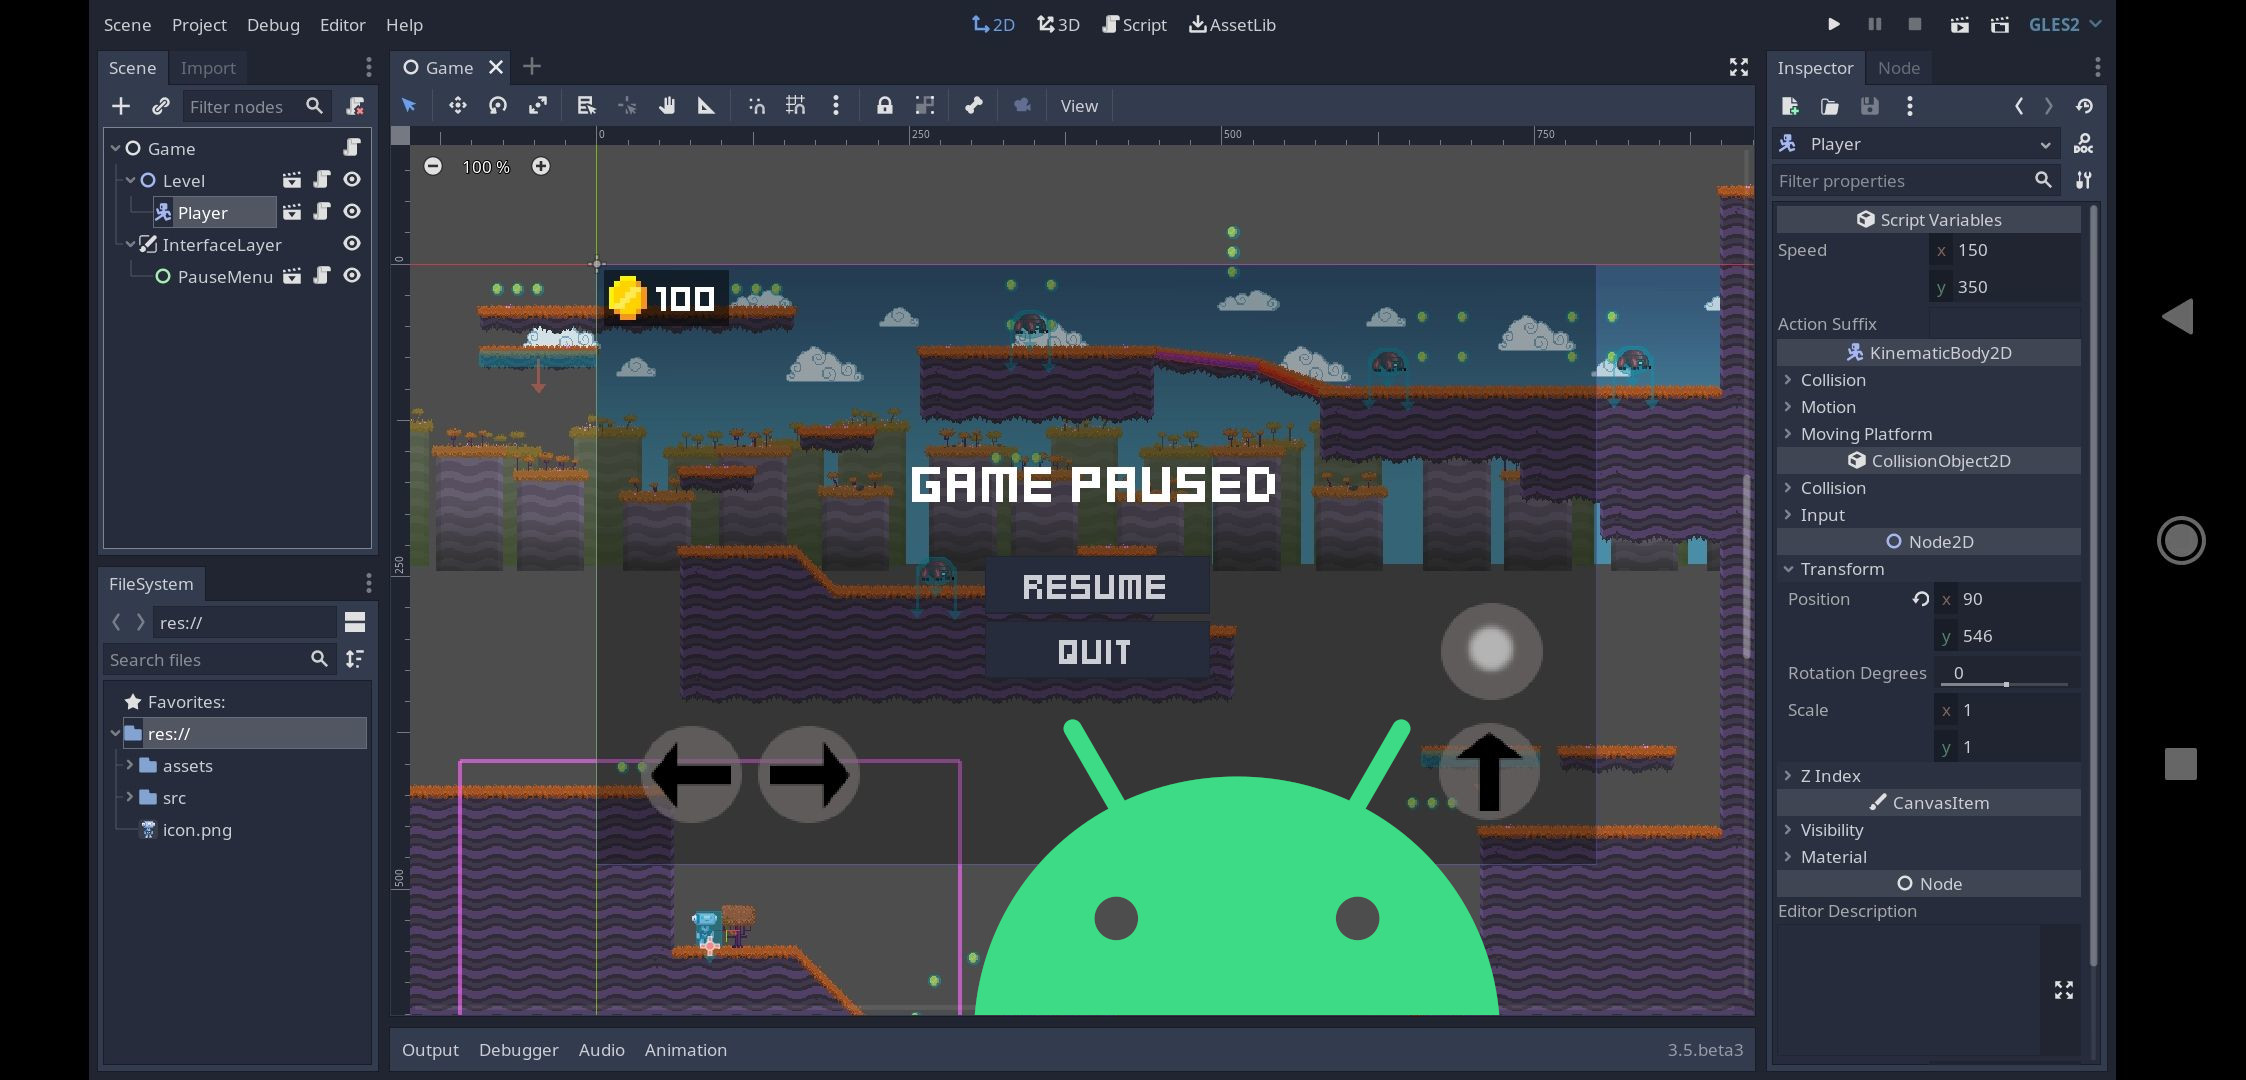 Scene Project Debug Editor Help
2D 3D Script AssetLib
GLES2
Scene Import
Filter nodes
Game
Level
Player
InterfaceLayer
PauseMenu
FileSystem
res://
Search files
Favorites:
res://
assets
src
icon.png
Game
View
0 250 500 750
0
250
500
100 %
100
GAME PAUSED
RESUME
QUIT
Output Debugger Audio Animation
3.5.beta3
Inspector Node
Player
DOC
Filter properties
Script Variables
Speed x 150
y 350
Action Suffix
KinematicBody2D
Collision
Motion
Moving Platform
CollisionObject2D
Collision
Input
Node2D
Transform
Position x 90
y 546
Rotation Degrees 0
Scale x 1
y 1
Z Index
CanvasItem
Visibility
Material
Node
Editor Description